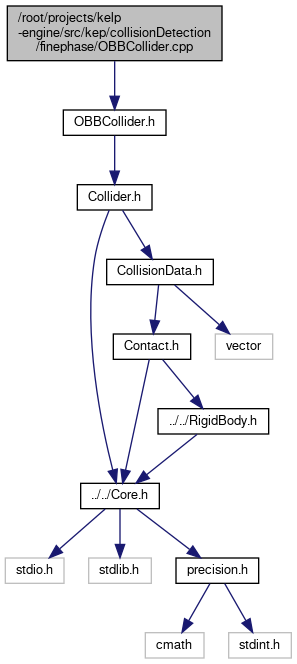 /root/projects/kelp
-engine/src/kep/collisionDetection
/finephase/OBBCollider.cpp
OBBCollider.h
Collider.h
CollisionData.h
Contact.h
vector
../../RigidBody.h
../../Core.h
stdio.h
stdlib.h
precision.h
cmath
stdint.h